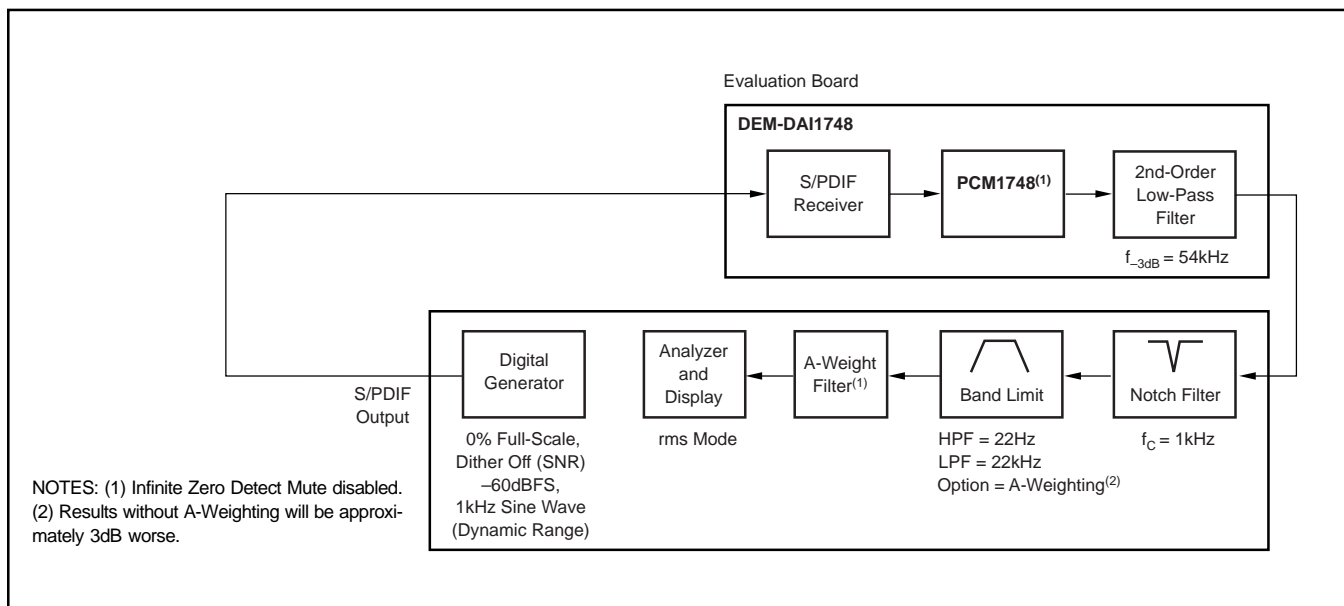 Evaluation Board
DEM-DAI1748
S/PDIF
Receiver
PCM1748(1)
2nd-Order
Low-Pass
Filter
f–3dB = 54kHz
S/PDIF
Output
Digital
Generator
0% Full-Scale,
Dither Off (SNR)
–60dBFS,
1kHz Sine Wave
(Dynamic Range)
Analyzer
and
Display
rms Mode
A-Weight
Filter(1)
Band Limit
HPF = 22Hz
LPF = 22kHz
Option = A-Weighting(2)
Notch Filter
fC = 1kHz
NOTES: (1) Infinite Zero Detect Mute disabled.
(2) Results without A-Weighting will be approxi-
mately 3dB worse.